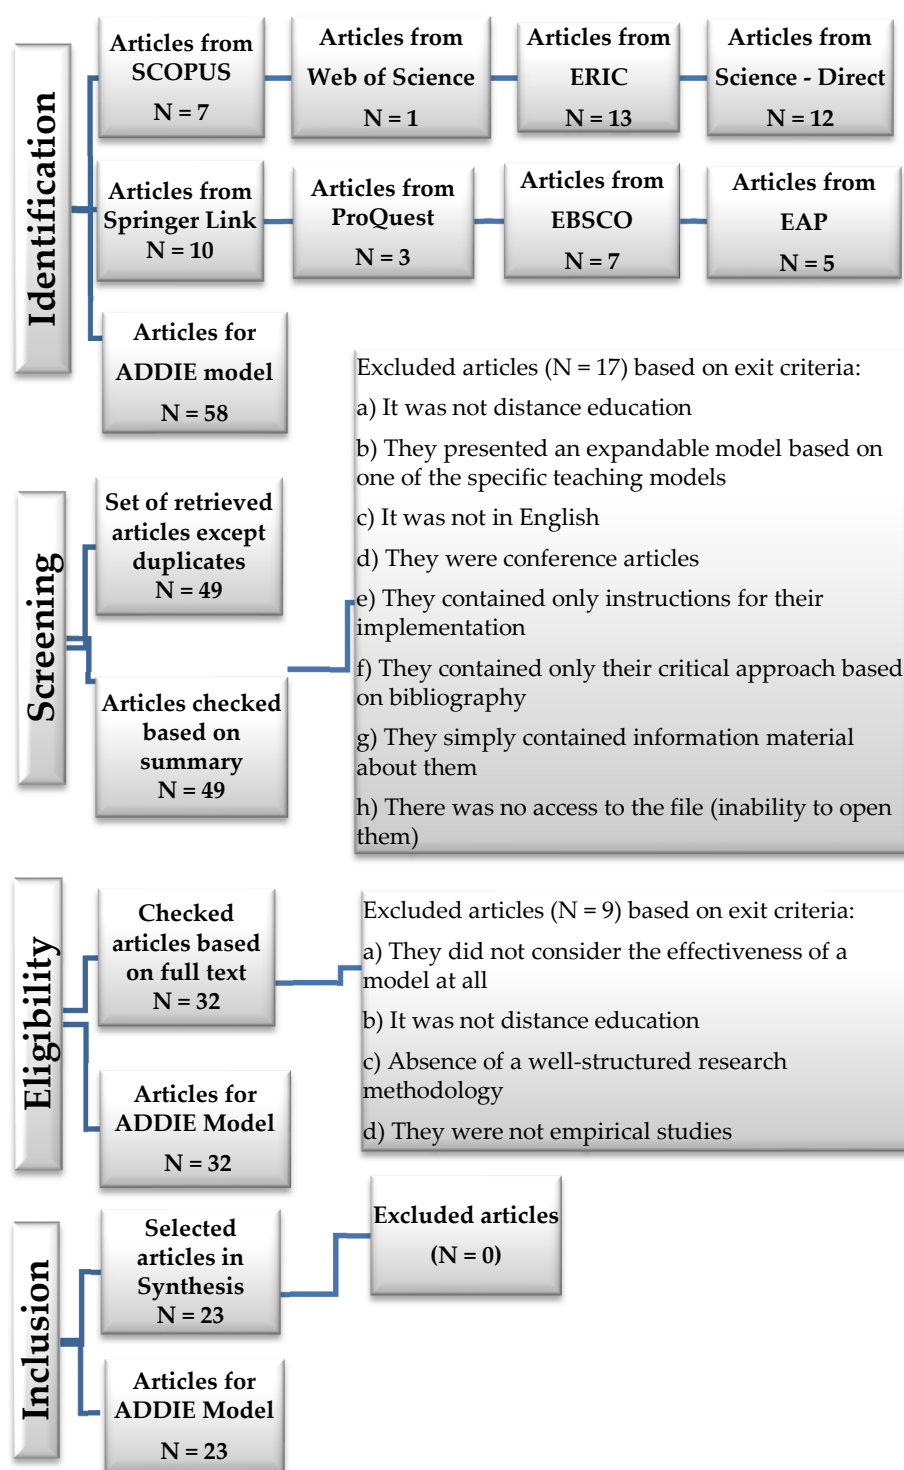 Identification
Articles from
SCOPUS
N = 7
Articles from
Web of Science
N = 1
Articles from
ERIC
N = 13
Articles from
Science - Direct
N = 12
Articles from
Springer Link
N = 10
Articles from
ProQuest
N = 3
Articles from
EBSCO
N = 7
Articles from
EAP
N = 5
Articles for
ADDIE model
N = 58
Screening
Set of retrieved
articles except
duplicates
N = 49
Articles checked
based on
summary
N = 49
Excluded articles (N = 17) based on exit criteria:
a) It was not distance education
b) They presented an expandable model based on
one of the specific teaching models
c) It was not in English
d) They were conference articles
e) They contained only instructions for their
implementation
f) They contained only their critical approach based
on bibliography
g) They simply contained information material
about them
h) There was no access to the file (inability to open
them)
Eligibility
Checked
articles based
on full text
N = 32
Excluded articles (N = 9) based on exit criteria:
a) They did not consider the effectiveness of a
model at all
b) It was not distance education
c) Absence of a well-structured research
methodology
d) They were not empirical studies
Articles for
ADDIE Model
N = 32
Inclusion
Selected
articles in
Synthesis
N = 23
Excluded articles
(N = 0)
Articles for
ADDIE Model
N = 23